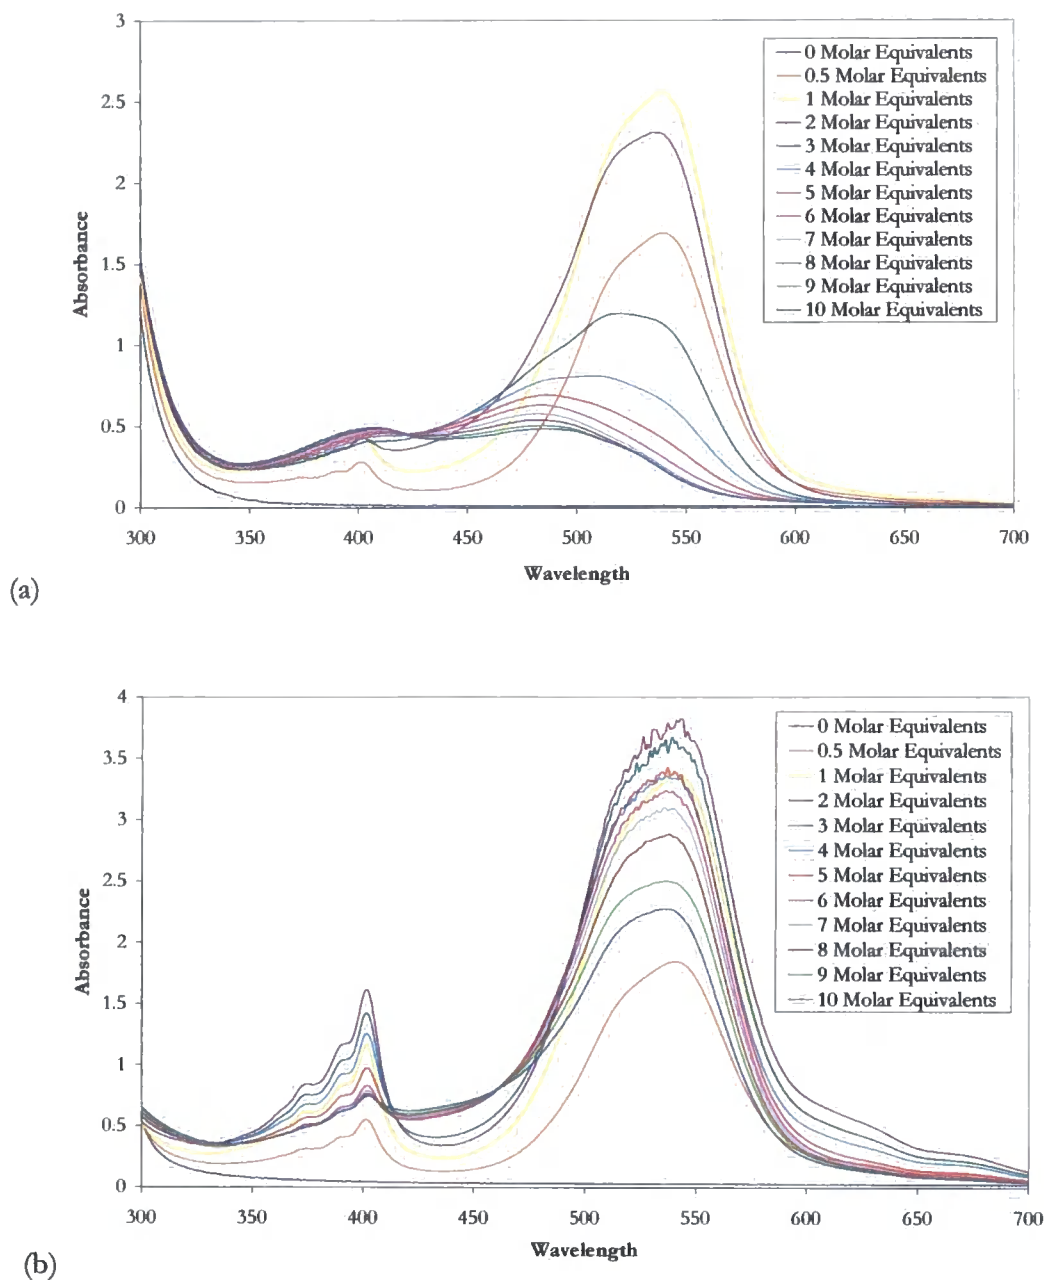 3
2.5
2
1.5
1
0.5
0
Absorbance
300 350 400 450 500 550 600 650 700
Wavelength
0 Molar Equivalents
0.5 Molar Equivalents
1 Molar Equivalents
2 Molar Equivalents
3 Molar Equivalents
4 Molar Equivalents
5 Molar Equivalents
6 Molar Equivalents
7 Molar Equivalents
8 Molar Equivalents
9 Molar Equivalents
10 Molar Equivalents
(a)
4
3.5
3
2.5
2
1.5
1
0.5
0
Absorbance
300 350 400 450 500 550 600 650 700
Wavelength
0 Molar Equivalents
0.5 Molar Equivalents
1 Molar Equivalents
2 Molar Equivalents
3 Molar Equivalents
4 Molar Equivalents
5 Molar Equivalents
6 Molar Equivalents
7 Molar Equivalents
8 Molar Equivalents
9 Molar Equivalents
10 Molar Equivalents
(b)